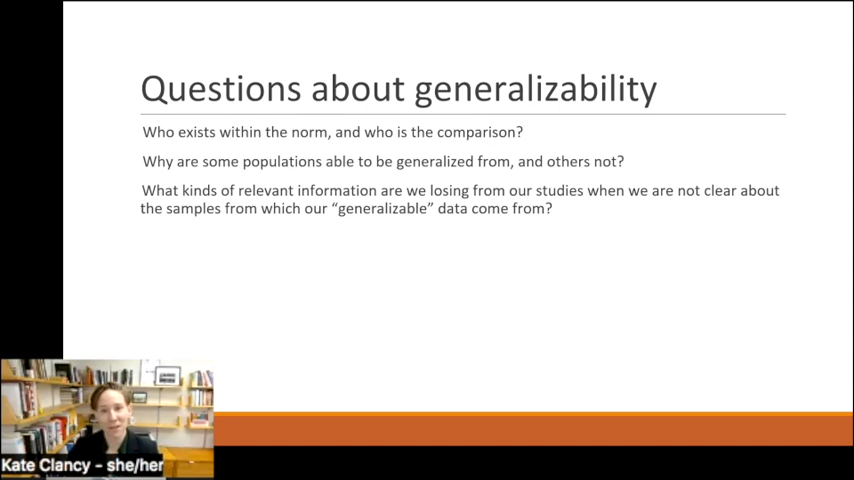 Questions about generalizability
Who exists within the norm, and who is the comparison?
Why are some populations able to be generalized from, and others not?
What kinds of relevant information are we losing from our studies when we are not clear about
the samples from which our “generalizable” data come from?
Kate Clancy - she/her